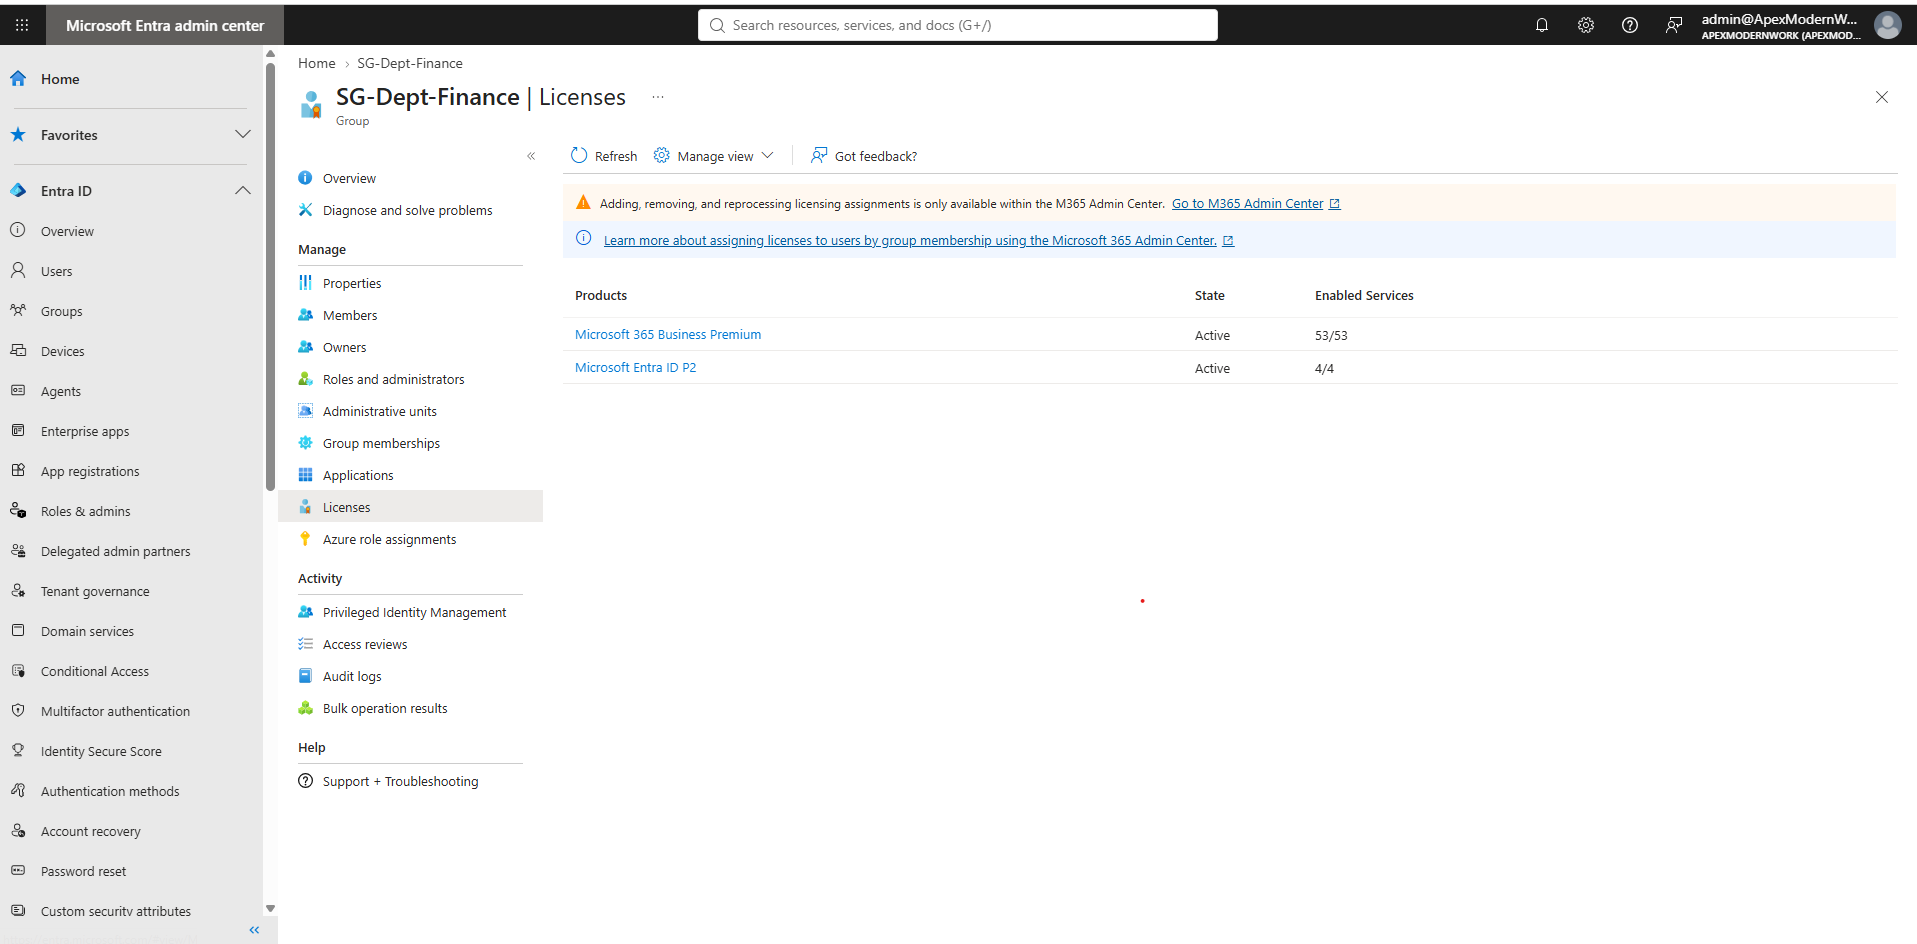 Microsoft Entra admin center
Search resources, services, and docs (G+/)
admin@ApexModernW...
APEXMODERNWORK (APEXMOD...
Home
Favorites
Entra ID
Overview
Users
Groups
Devices
Agents
Enterprise apps
App registrations
Roles & admins
Delegated admin partners
Tenant governance
Domain services
Conditional Access
Multifactor authentication
Identity Secure Score
Authentication methods
Account recovery
Password reset
Custom security attributes
Home › SG-Dept-Finance
SG-Dept-Finance | Licenses ...
Group
Overview
Diagnose and solve problems
Manage
Properties
Members
Owners
Roles and administrators
Administrative units
Group memberships
Applications
Licenses
Azure role assignments
Activity
Privileged Identity Management
Access reviews
Audit logs
Bulk operation results
Help
Support + Troubleshooting
Refresh Manage view Got feedback?
Adding, removing, and reprocessing licensing assignments is only available within the M365 Admin Center. Go to M365 Admin Center
Learn more about assigning licenses to users by group membership using the Microsoft 365 Admin Center.
Products State Enabled Services
Microsoft 365 Business Premium Active 53/53
Microsoft Entra ID P2 Active 4/4